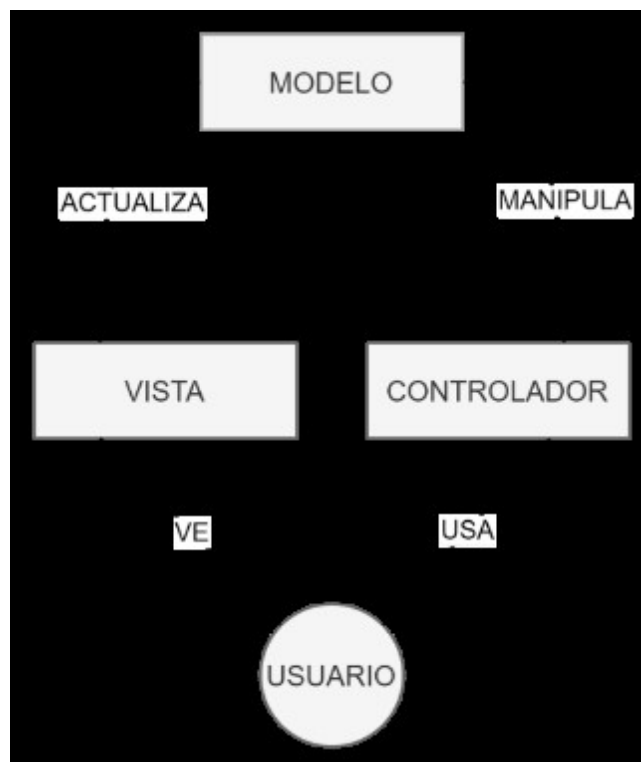 MODELO
ACTUALIZA
MANIPULA
VISTA
CONTROLADOR
VE
USA
USUARIO